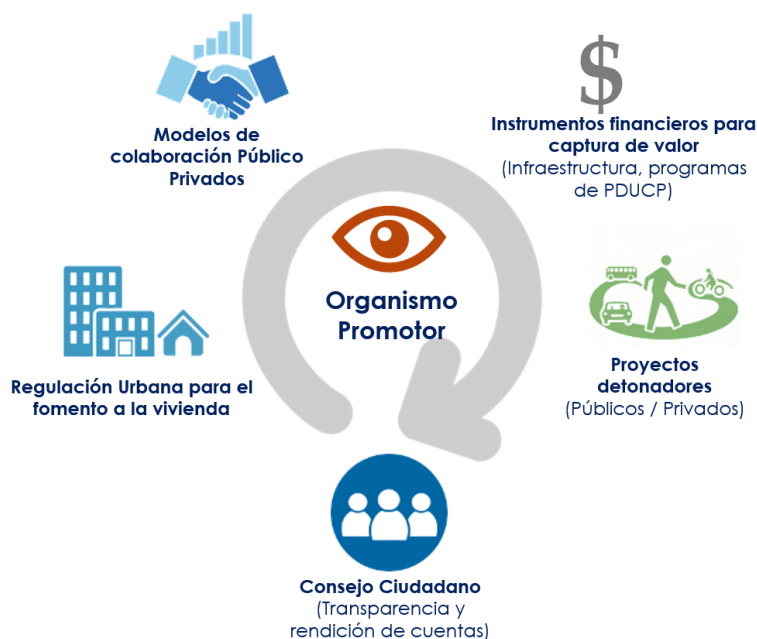 Modelos de
colaboración Público
Privados
$
Instrumentos financieros para
captura de valor
(Infraestructura, programas
de PDUCP)
Organismo
Promotor
Regulación Urbana para el
fomento a la vivienda
Proyectos
detonadores
(Públicos / Privados)
Consejo Ciudadano
(Transparencia y
rendición de cuentas)